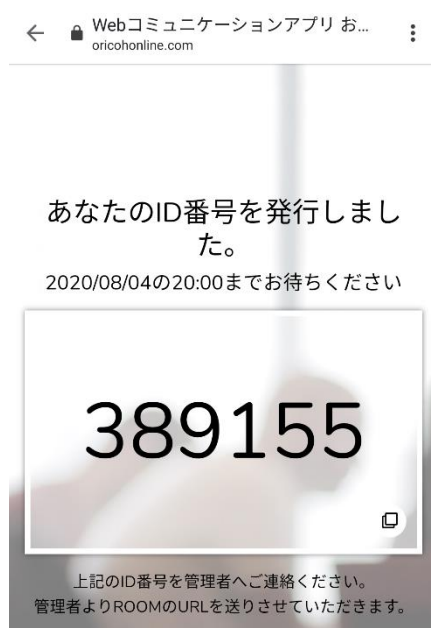 Webコミュニケーションアプリ お...
oricohonline.com
あなたのID番号を発行しまし
た。
2020/08/04の20:00までお待ちください
389155
上記のID番号を管理者へご連絡ください。
管理者よりROOMのURLを送りさせていただきます。